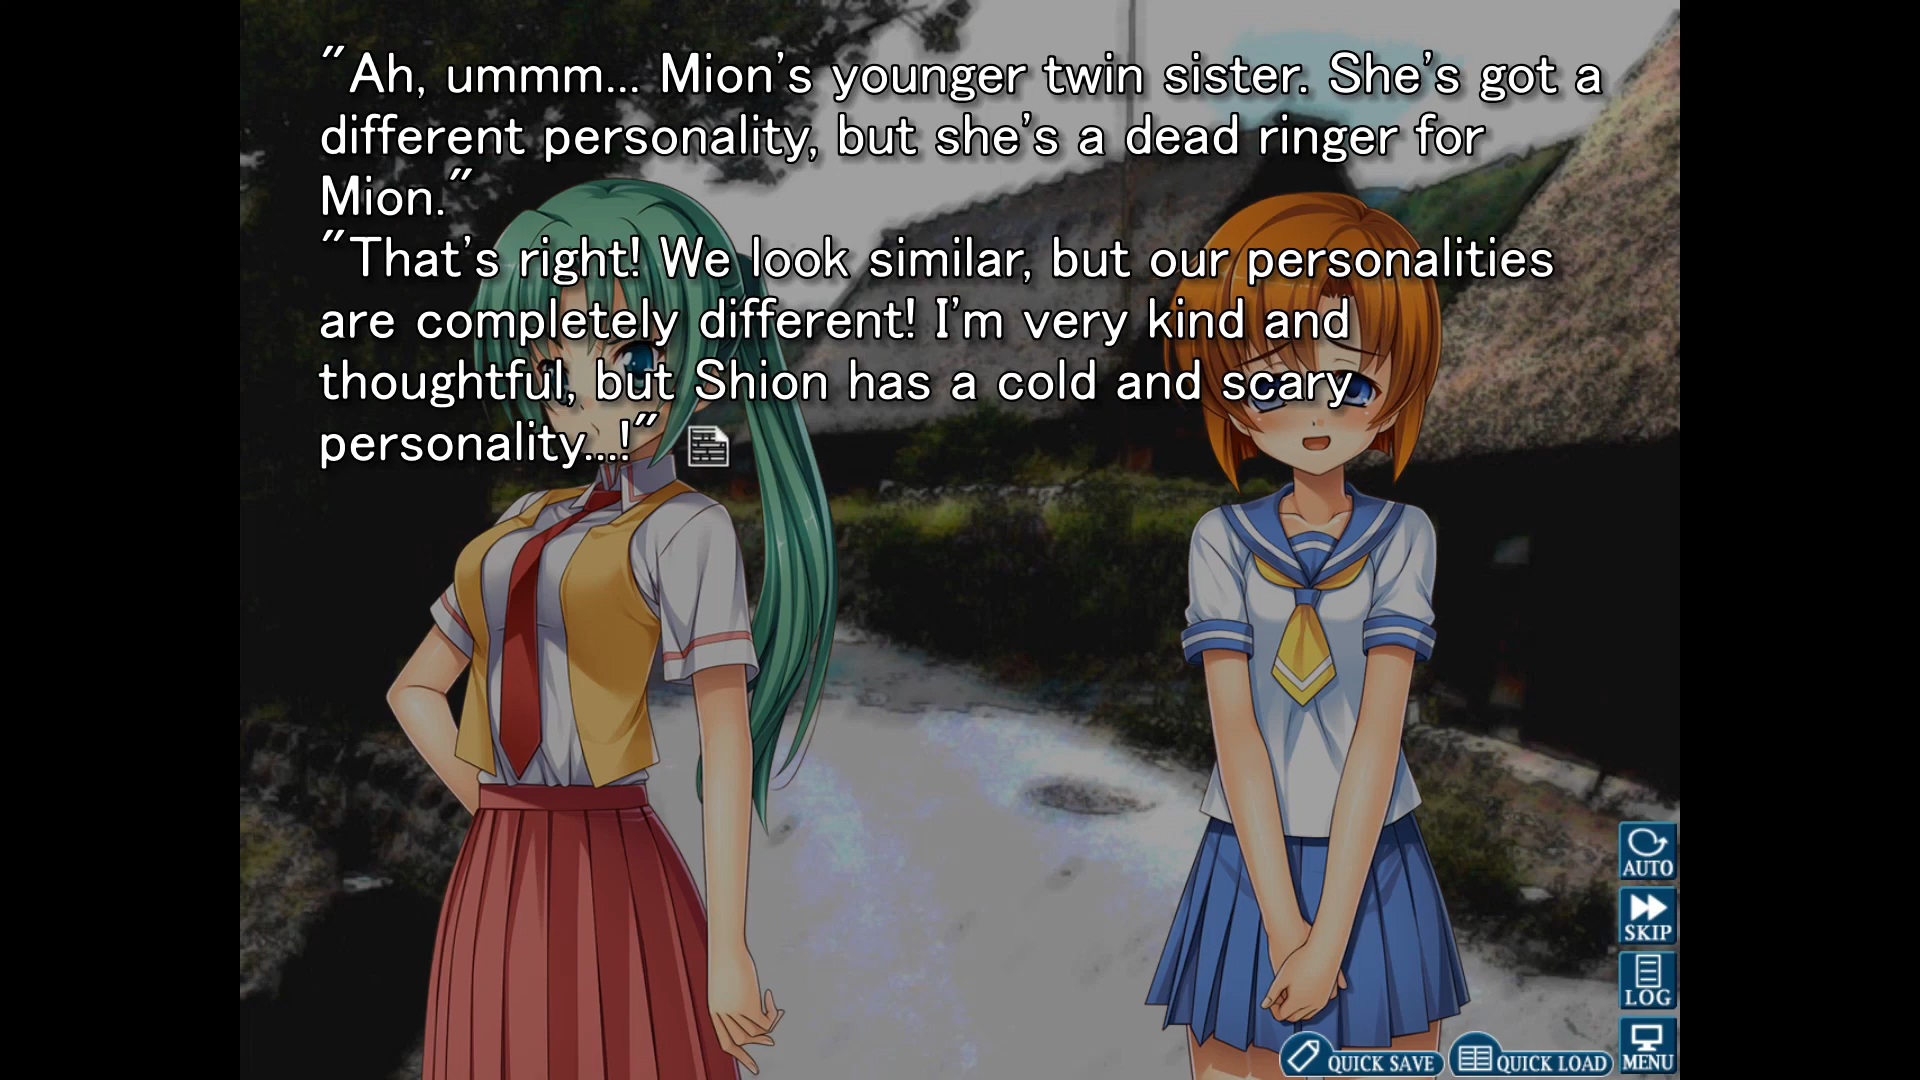 "Ah, ummm... Mion's younger twin sister. She's got a
different personality, but she's a dead ringer for
Mion."
"That's right! We look similar, but our personalities
are completely different! I'm very kind and
thoughtful, but Shion has a cold and scary
personality...!"
AUTO
SKIP
LOG
MENU
QUICK SAVE
QUICK LOAD